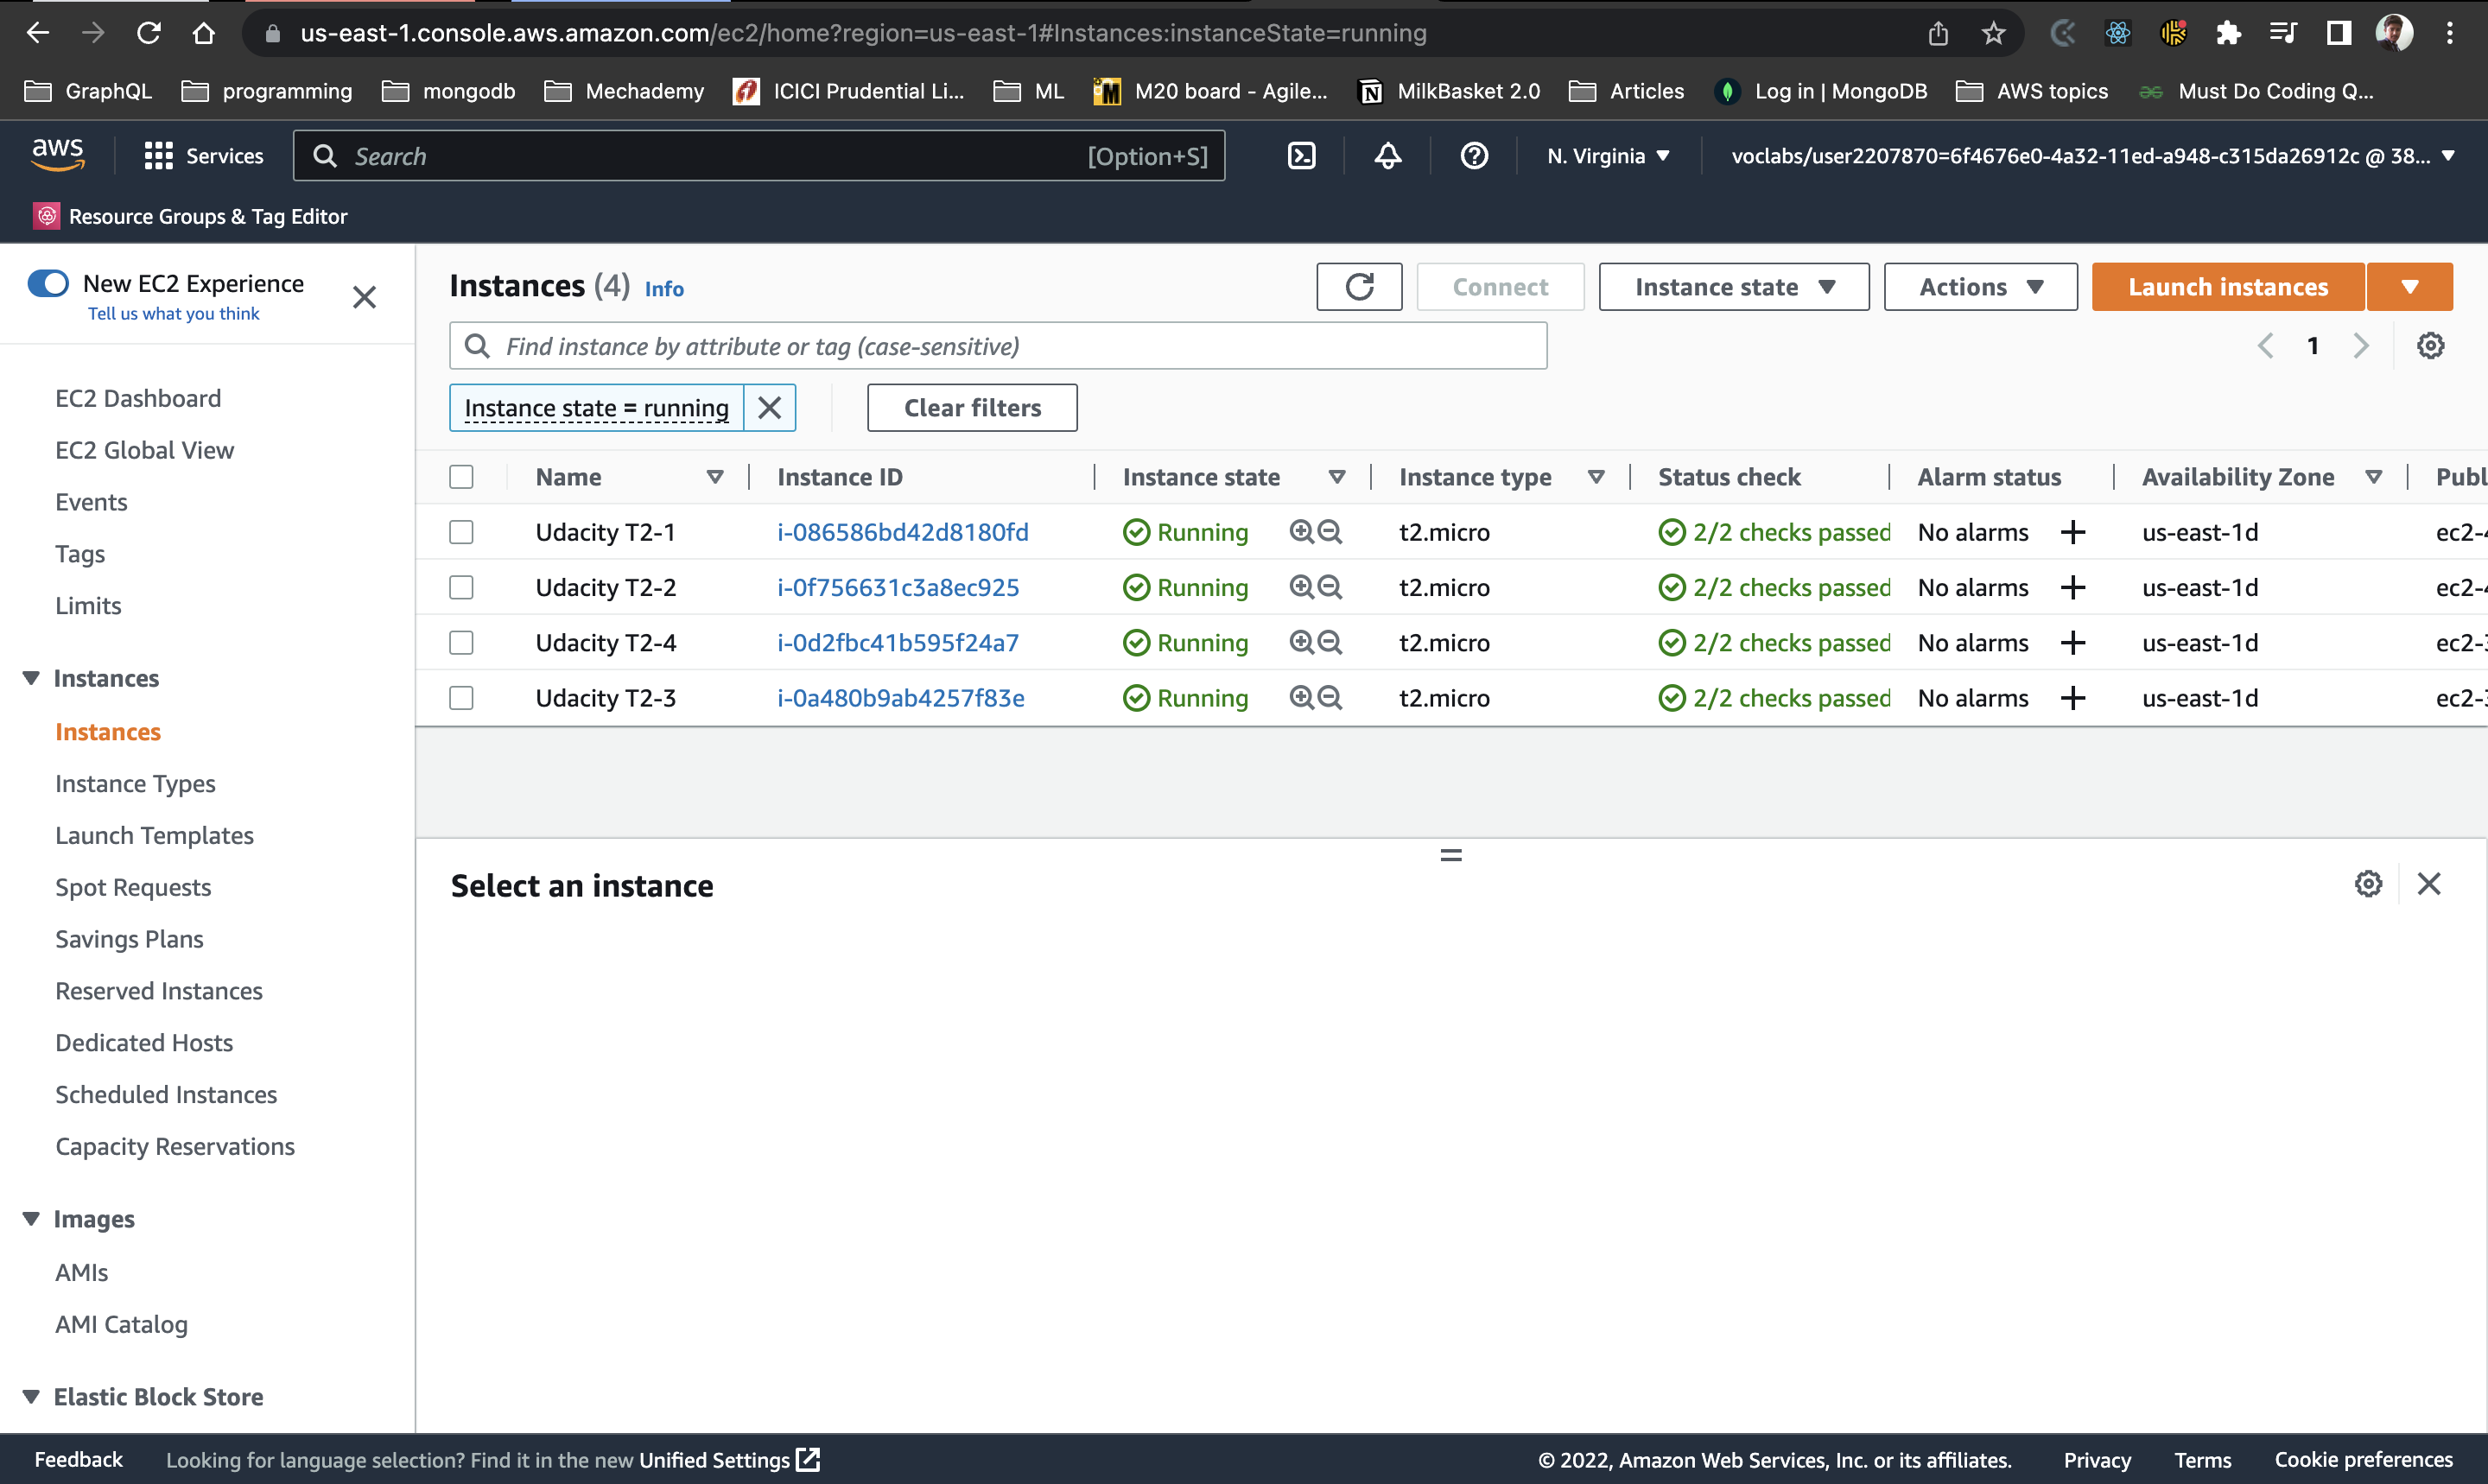 us-east-1.console.aws.amazon.com/ec2/home?region=us-east-1#Instances:instanceState=running
GraphQL programming mongodb Mechademy ICICI Prudential Li... ML M20 board - Agile... MilkBasket 2.0 Articles Log in | MongoDB AWS topics Must Do Coding Q...
aws Services Search [Option+S] N. Virginia voclabs/user2207870=6f4676e0-4a32-11ed-a948-c315da26912c @ 38...
Resource Groups & Tag Editor
New EC2 Experience
Tell us what you think
EC2 Dashboard
EC2 Global View
Events
Tags
Limits
Instances
Instances
Instance Types
Launch Templates
Spot Requests
Savings Plans
Reserved Instances
Dedicated Hosts
Scheduled Instances
Capacity Reservations
Images
AMIs
AMI Catalog
Elastic Block Store
Instances (4) Info Connect Instance state Actions Launch instances
Find instance by attribute or tag (case-sensitive) 1
Instance state = running Clear filters
Name Instance ID Instance state Instance type Status check Alarm status Availability Zone Publ
Udacity T2-1 i-086586bd42d8180fd Running t2.micro 2/2 checks passed No alarms us-east-1d ec2-4
Udacity T2-2 i-0f756631c3a8ec925 Running t2.micro 2/2 checks passed No alarms us-east-1d ec2-4
Udacity T2-4 i-0d2fbc41b595f24a7 Running t2.micro 2/2 checks passed No alarms us-east-1d ec2-3
Udacity T2-3 i-0a480b9ab4257f83e Running t2.micro 2/2 checks passed No alarms us-east-1d ec2-3
Select an instance
Feedback Looking for language selection? Find it in the new Unified Settings © 2022, Amazon Web Services, Inc. or its affiliates. Privacy Terms Cookie preferences